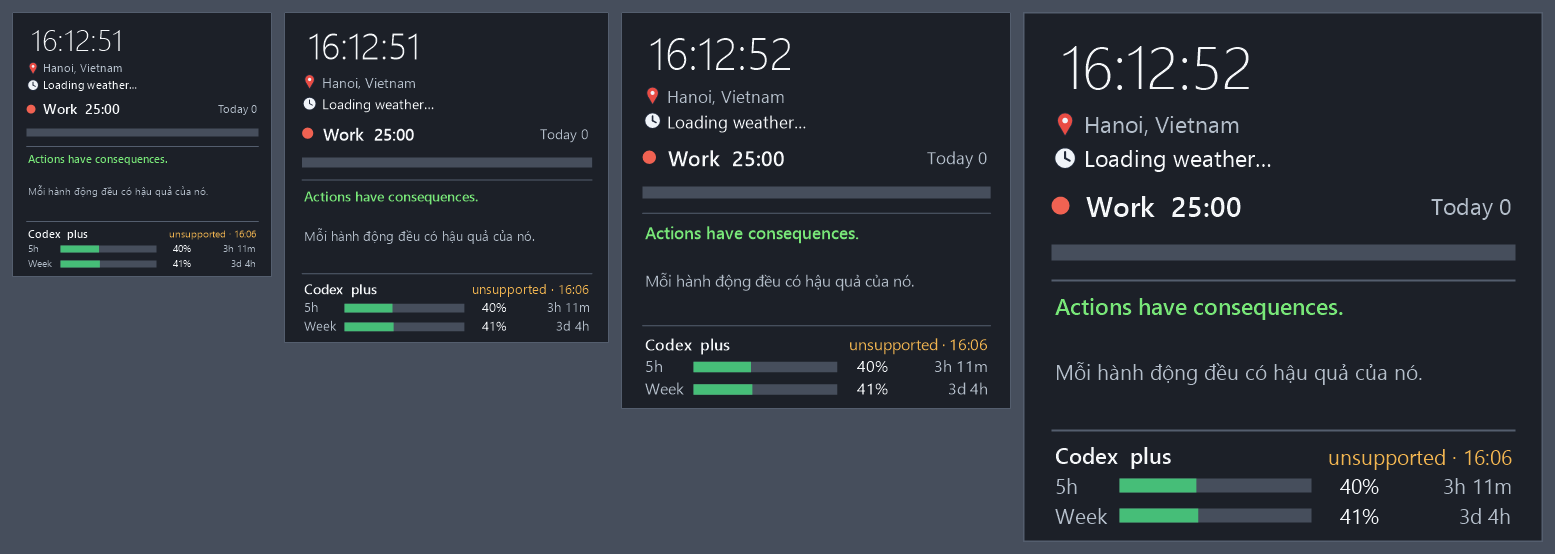 16:12:51
Hanoi, Vietnam
Loading weather...
Work 25:00 Today 0
Actions have consequences.
Mỗi hành động đều có hậu quả của nó.
Codex plus unsupported · 16:06
5h 40% 3h 11m
Week 41% 3d 4h
16:12:51
Hanoi, Vietnam
Loading weather...
Work 25:00 Today 0
Actions have consequences.
Mỗi hành động đều có hậu quả của nó.
Codex plus unsupported · 16:06
5h 40% 3h 11m
Week 41% 3d 4h
16:12:52
Hanoi, Vietnam
Loading weather...
Work 25:00 Today 0
Actions have consequences.
Mỗi hành động đều có hậu quả của nó.
Codex plus unsupported · 16:06
5h 40% 3h 11m
Week 41% 3d 4h
16:12:52
Hanoi, Vietnam
Loading weather...
Work 25:00 Today 0
Actions have consequences.
Mỗi hành động đều có hậu quả của nó.
Codex plus unsupported · 16:06
5h 40% 3h 11m
Week 41% 3d 4h